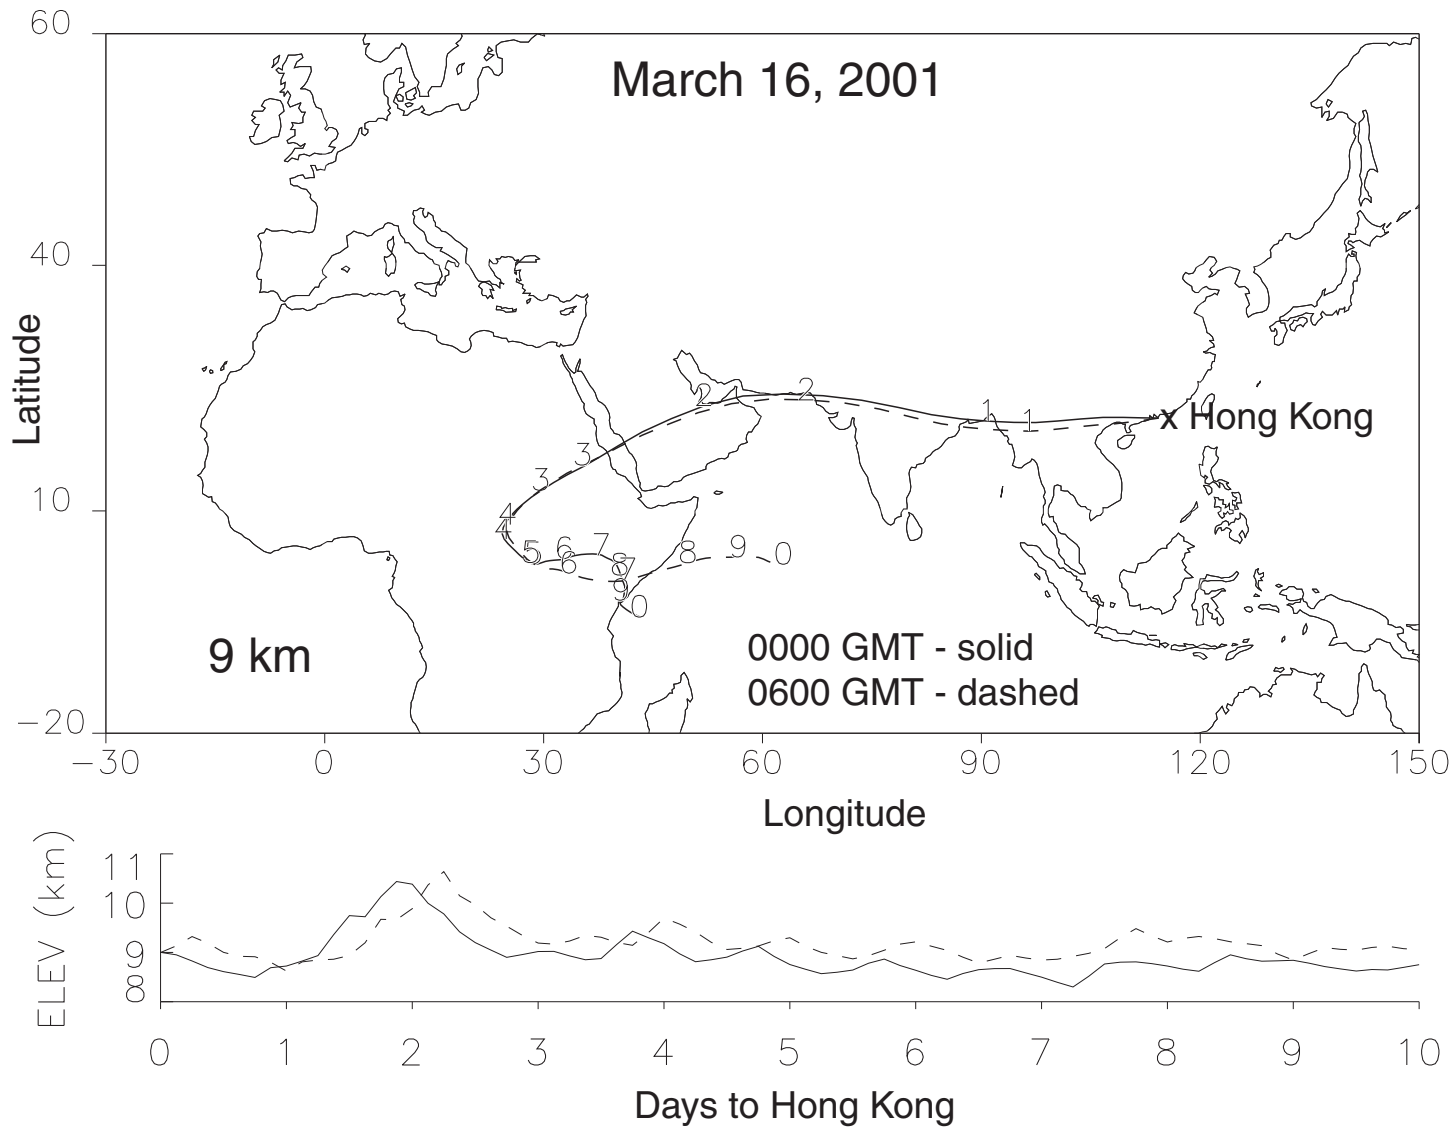 60
March 16, 2001
40
Latitude
2 2 1 1
x Hong Kong
3
3
10
4
4
5 6 7 8 9 0
6 8 7
9
0
9 km
0000 GMT - solid
0600 GMT - dashed
−20
−30 0 30 60 90 120 150
Longitude
ELEV (km)
11
10
9
8
0 1 2 3 4 5 6 7 8 9 10
Days to Hong Kong